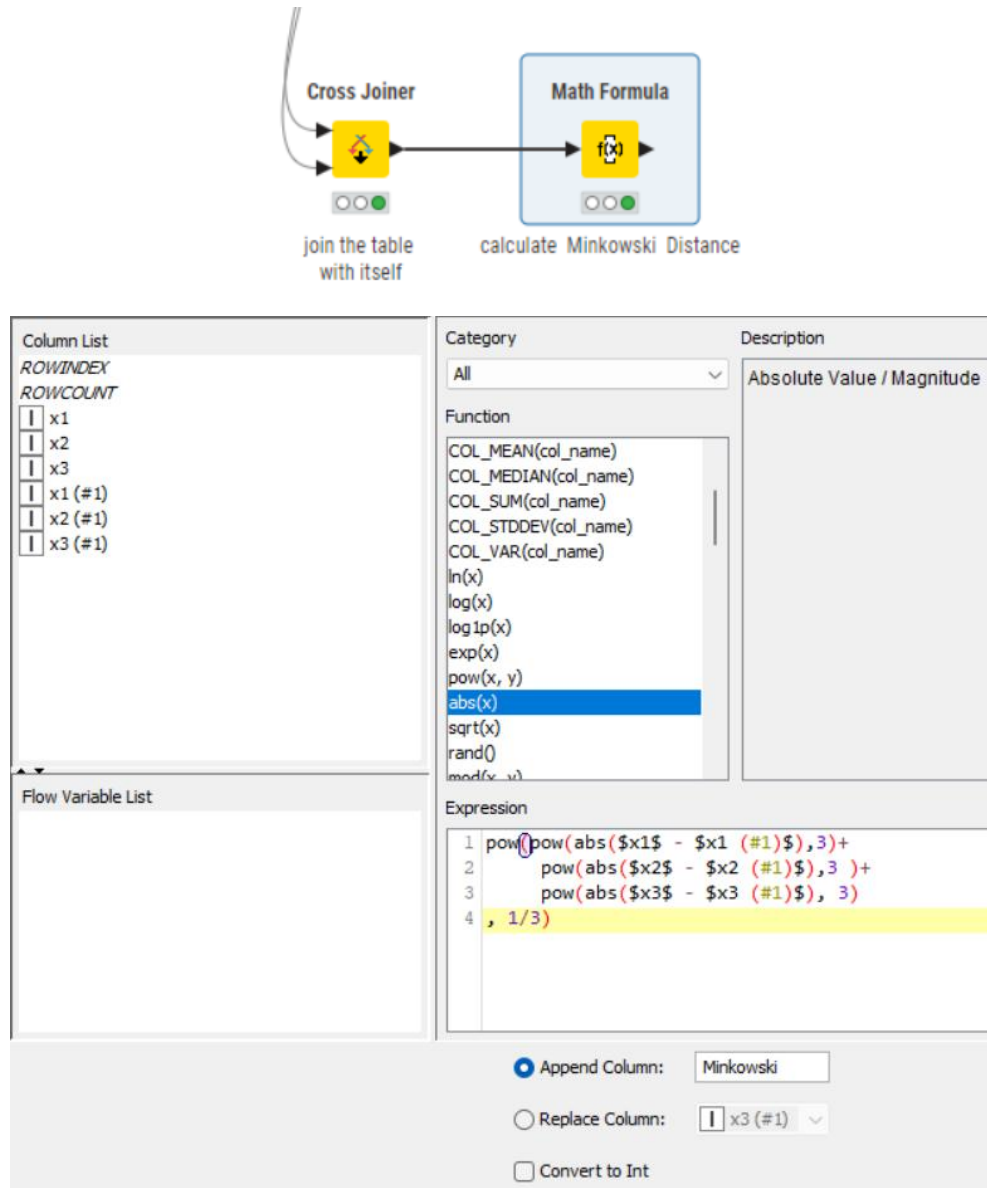 Cross Joiner
Math Formula
f(x)
join the table
with itself
calculate Minkowski Distance
Column List
ROWINDEX
ROWCOUNT
I x1
I x2
I x3
I x1 (#1)
I x2 (#1)
I x3 (#1)
Flow Variable List
Category
All
Function
COL_MEAN(col_name)
COL_MEDIAN(col_name)
COL_SUM(col_name)
COL_STDDEV(col_name)
COL_VAR(col_name)
ln(x)
log(x)
log1p(x)
exp(x)
pow(x, y)
abs(x)
sqrt(x)
rand()
mod(x, y)
Description
Absolute Value / Magnitude
Expression
1 pow(pow(abs($x1$ - $x1 (#1)$),3)+
2 pow(abs($x2$ - $x2 (#1)$),3 )+
3 pow(abs($x3$ - $x3 (#1)$), 3)
4 , 1/3)
Append Column: Minkowski
Replace Column: I x3 (#1)
Convert to Int